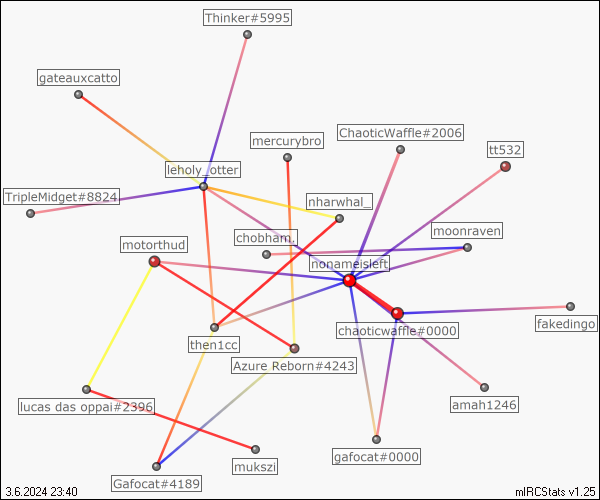 Thinker#5995
gateauxcatto
ChaoticWaffle#2006
mercurybro
tt532
leholy_otter
TripleMidget#8824
nharwhal_
moonraven
chobham.
motorthud
nonameisleft
fakedingo
chaoticwaffle#0000
then1cc
Azure Reborn#4243
amah1246
lucas das oppai#2396
gafocat#0000
mukszi
Gafocat#4189
3.6.2024 23:40
mIRCStats v1.25